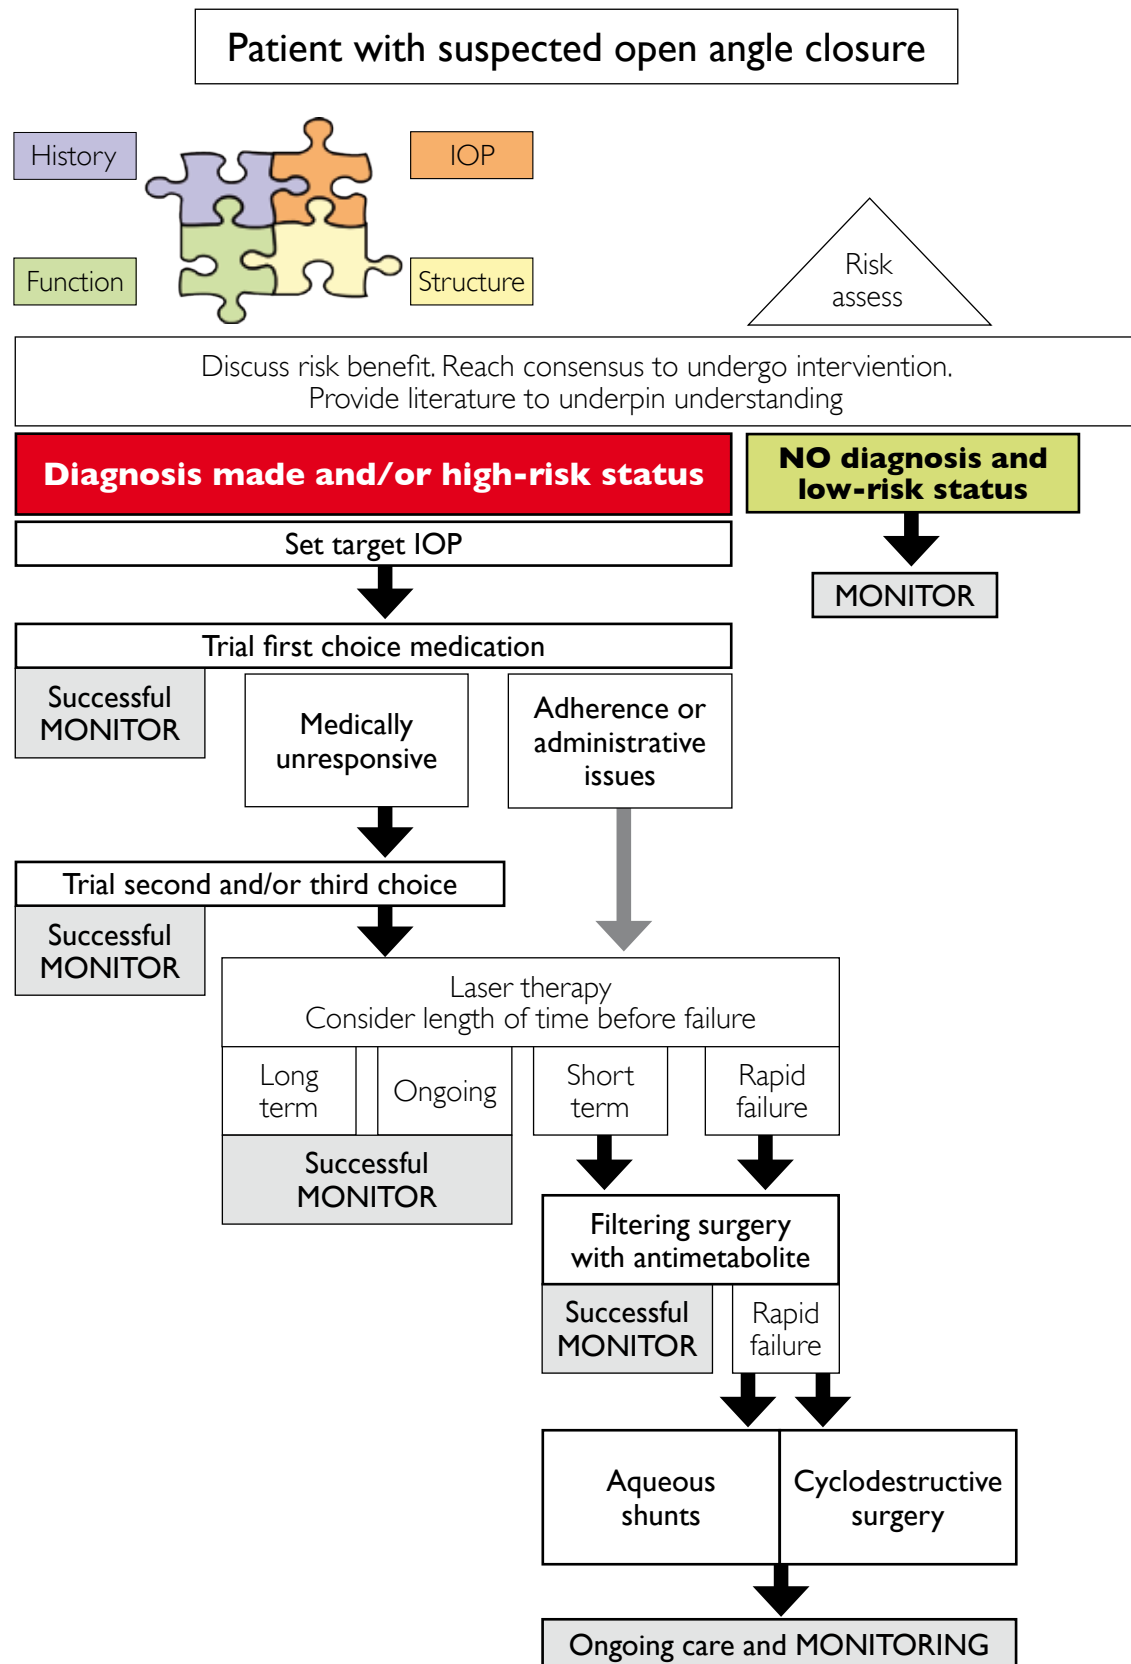 Patient with suspected open angle closure
History
IOP
Function
Structure
Risk
assess
Discuss risk benefit. Reach consensus to undergo interviention.
Provide literature to underpin understanding
Diagnosis made and/or high-risk status
NO diagnosis and
low-risk status
Set target IOP
MONITOR
Trial first choice medication
Successful
MONITOR
Medically
unresponsive
Adherence or
administrative
issues
Trial second and/or third choice
Successful
MONITOR
Laser therapy
Consider length of time before failure
Long
term
Ongoing
Short
term
Rapid
failure
Successful
MONITOR
Filtering surgery
with antimetabolite
Successful
MONITOR
Rapid
failure
Aqueous
shunts
Cyclodestructive
surgery
Ongoing care and MONITORING